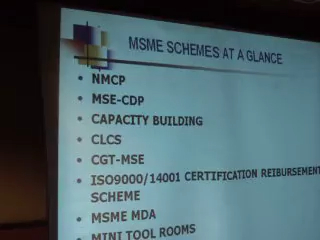 MSME SCHEMES AT A GLANCE
• NMCP
• MSE-CDP
• CAPACITY BUILDING
• CLCS
• CGT-MSE
• ISO9000/14001 CERTIFICATION REIBURSEMENT
SCHEME
• MSME MDA
• MINI TOOL ROOMS